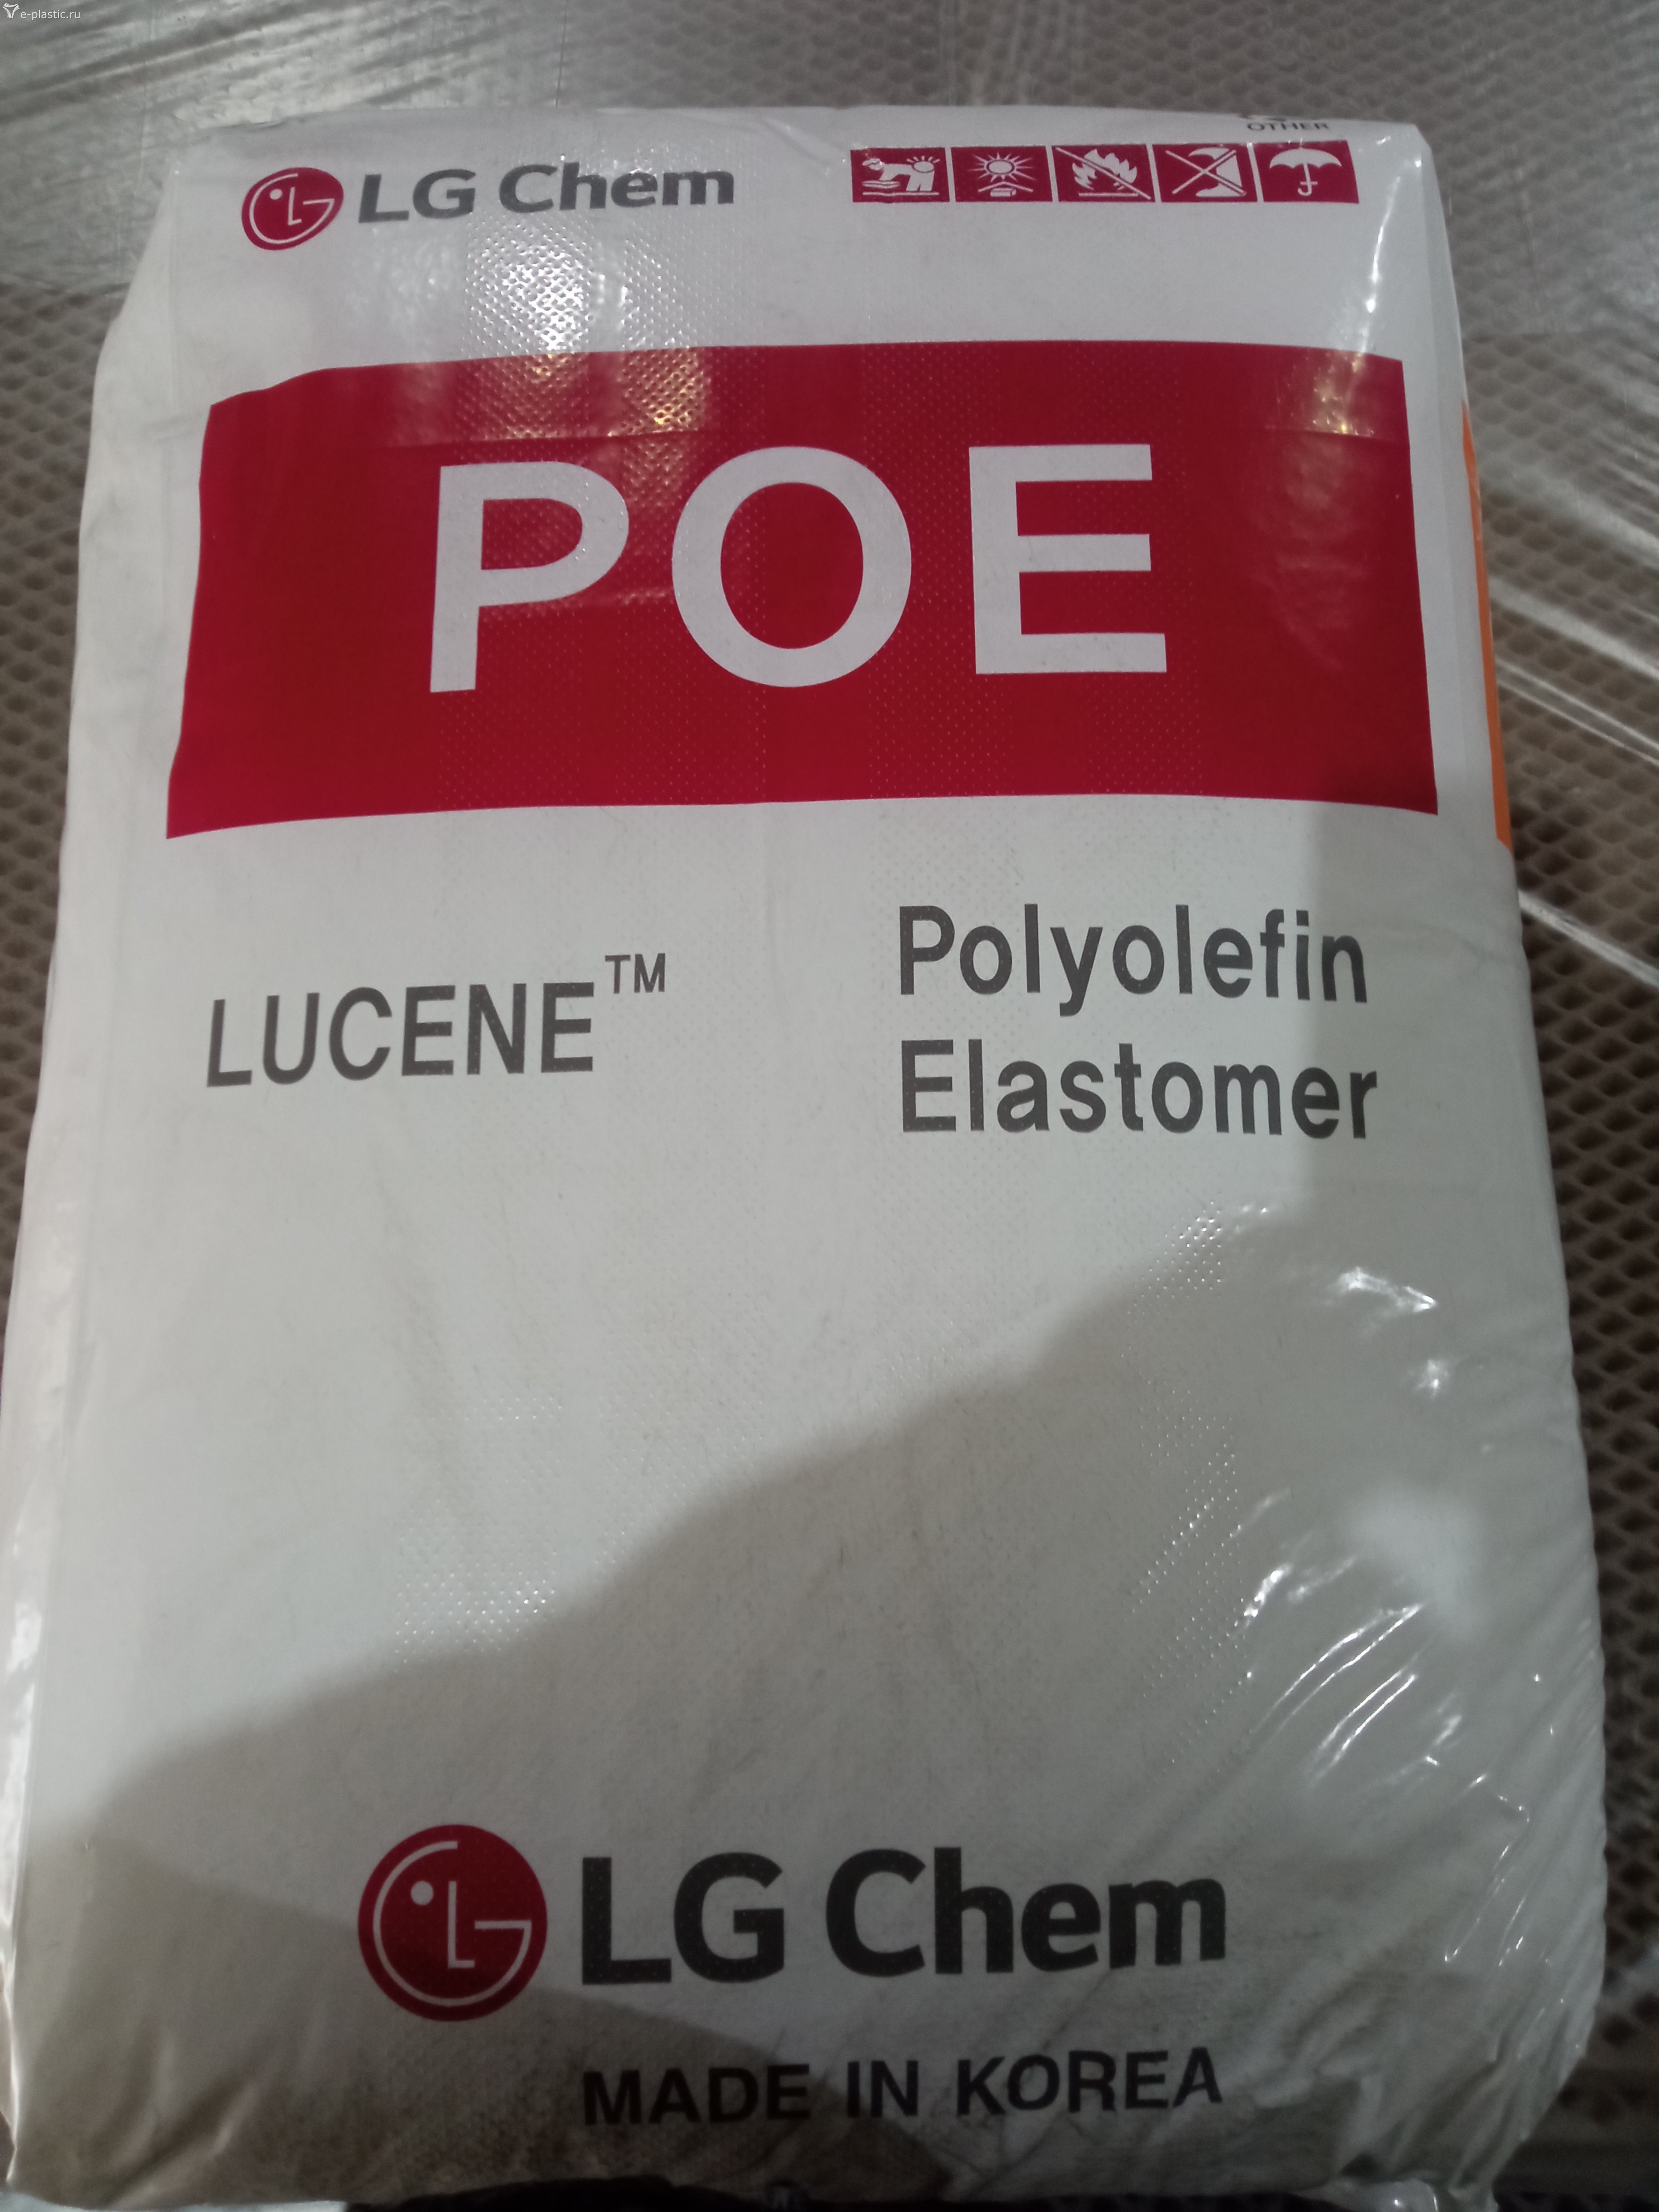 e-plastic.ru
OTHER
LG Chem
POE
LUCENE™
Polyolefin
Elastomer
LG Chem
MADE IN KOREA